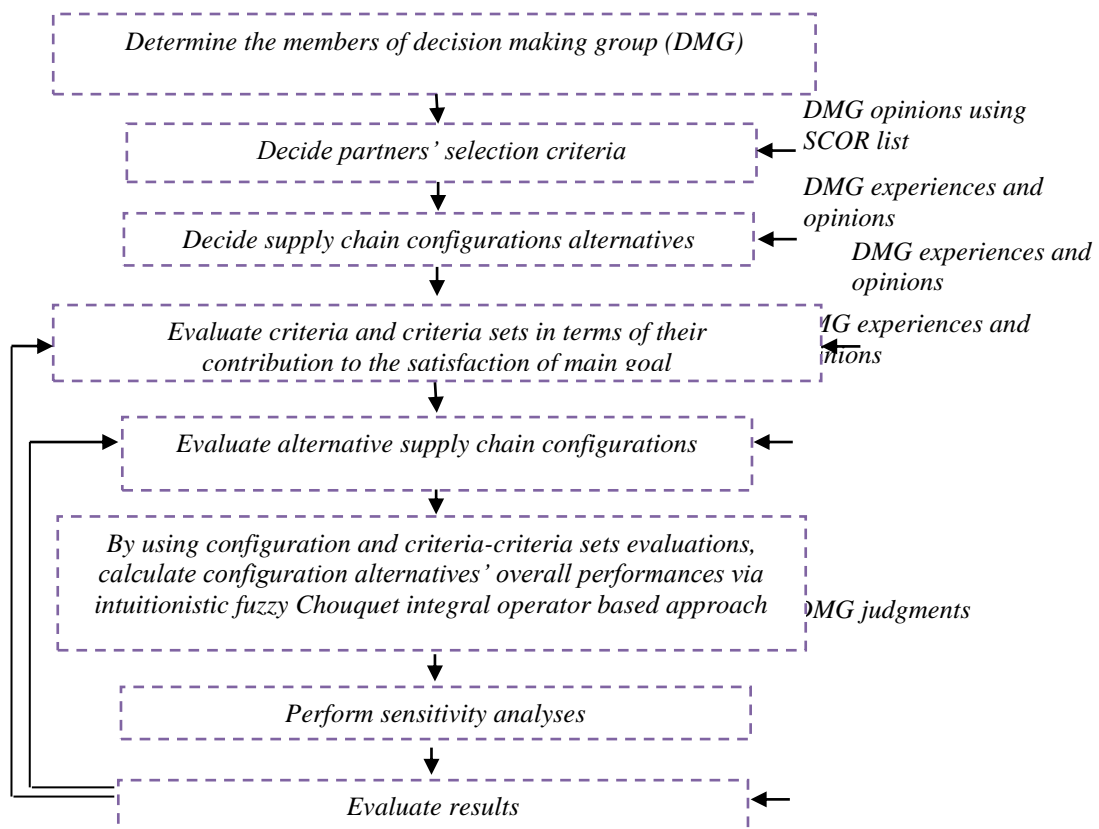 Determine the members of decision making group (DMG)
DMG opinions using
SCOR list
Decide partners’ selection criteria
DMG experiences and
opinions
Decide supply chain configurations alternatives
DMG experiences and
opinions
Evaluate criteria and criteria sets in terms of their
contribution to the satisfaction of main goal
experiences and
Evaluate alternative supply chain configurations
By using configuration and criteria-criteria sets evaluations,
calculate configuration alternatives’ overall performances via
intuitionistic fuzzy Chouquet integral operator based approach
judgments
Perform sensitivity analyses
Evaluate results